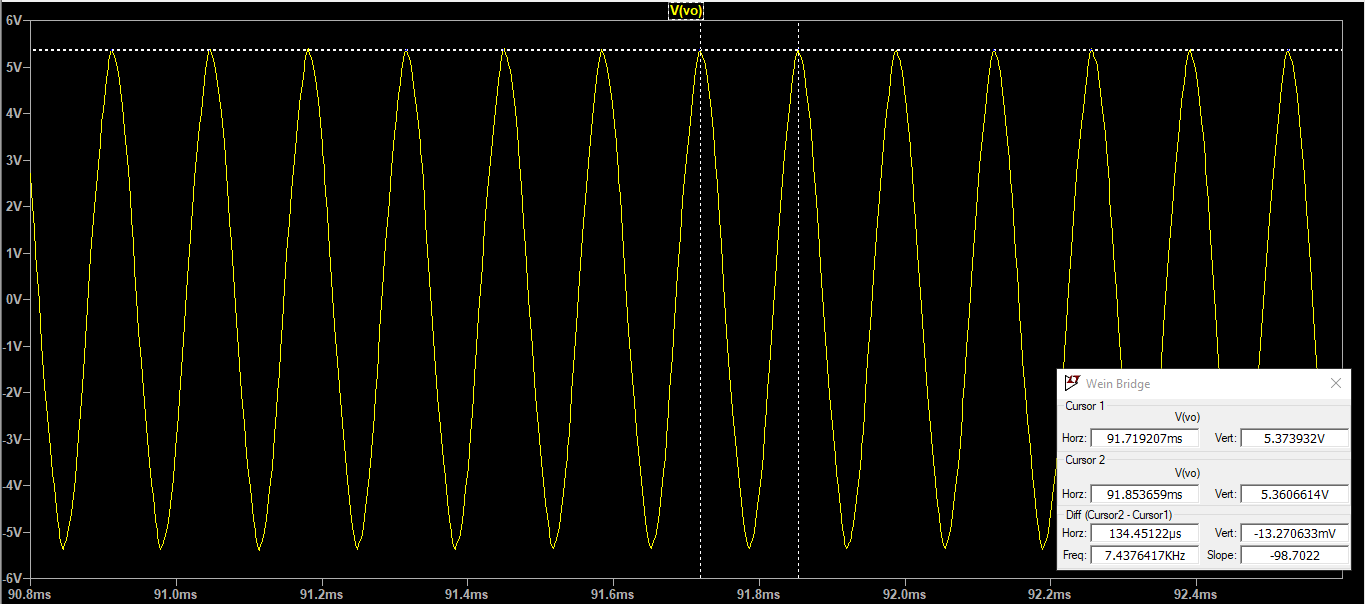 V(vo)
6V
5V
4V
3V
2V
1V
0V
-1V
-2V
-3V
-4V
-5V
-6V
90.8ms 91.0ms 91.2ms 91.4ms 91.6ms 91.8ms 92.0ms 92.2ms 92.4ms
Wein Bridge
Cursor 1
V(vo)
Horz: 91.719207ms Vert: 5.373932V
Cursor 2
V(vo)
Horz: 91.853659ms Vert: 5.3606614V
Diff (Cursor2 - Cursor1)
Horz: 134.45122µs Vert: -13.270633mV
Freq: 7.4376417KHz Slope: -98.7022